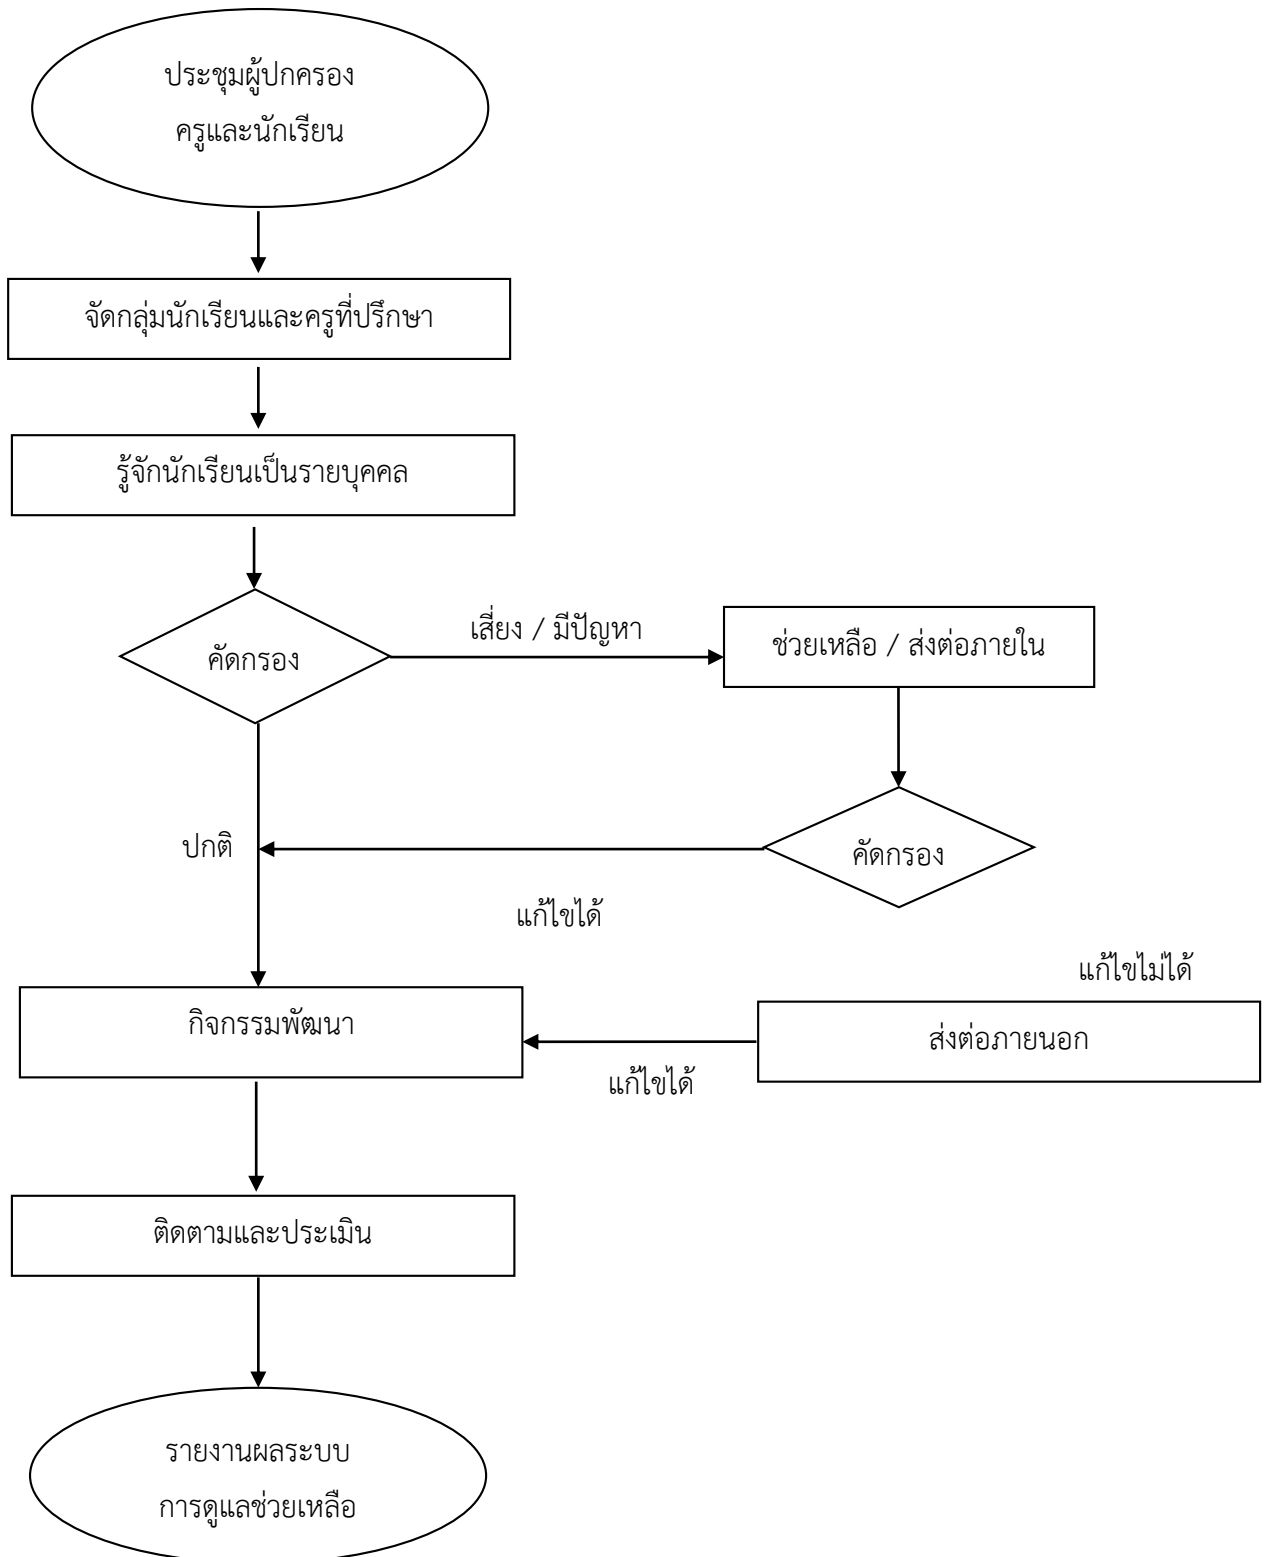 ประชุมผู้ปกครอง
ครูและนักเรียน
จัดกลุ่มนักเรียนและครูที่ปรึกษา
รู้จักนักเรียนเป็นรายบุคคล
คัดกรอง
เสี่ยง / มีปัญหา
ช่วยเหลือ / ส่งต่อภายใน
ปกติ
คัดกรอง
แก้ไขได้
แก้ไขไม่ได้
กิจกรรมพัฒนา
ส่งต่อภายนอก
แก้ไขได้
ติดตามและประเมิน
รายงานผลระบบ
การดูแลช่วยเหลือ